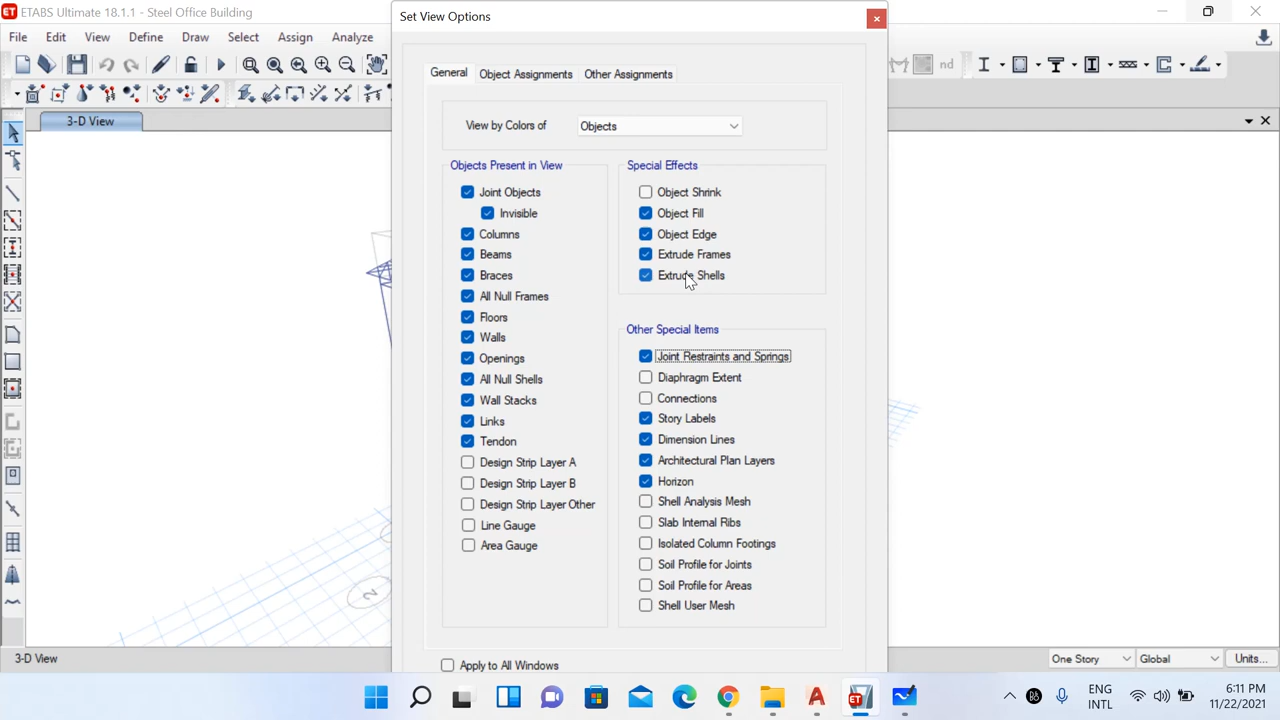 ETABS Ultimate 18.1.1 - Steel Office Building
File Edit View Define Draw Select Assign Analyze
nd
3-D View
Set View Options
General Object Assignments Other Assignments
View by Colors of Objects
Objects Present in View
Joint Objects
Invisible
Columns
Beams
Braces
All Null Frames
Floors
Walls
Openings
All Null Shells
Wall Stacks
Links
Tendon
Design Strip Layer A
Design Strip Layer B
Design Strip Layer Other
Line Gauge
Area Gauge
Special Effects
Object Shrink
Object Fill
Object Edge
Extrude Frames
Extrude Shells
Other Special Items
Joint Restraints and Springs
Diaphragm Extent
Connections
Story Labels
Dimension Lines
Architectural Plan Layers
Horizon
Shell Analysis Mesh
Slab Internal Ribs
Isolated Column Footings
Soil Profile for Joints
Soil Profile for Areas
Shell User Mesh
Apply to All Windows
2
3-D View
One Story Global Units...
ENG
INTL
6:11 PM
11/22/2021